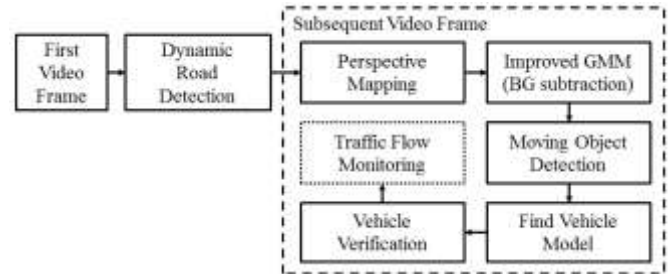 Subsequent Video Frame
First
Video
Frame
Dynamic
Road
Detection
Perspective
Mapping
Improved GMM
(BG subtraction)
Traffic Flow
Monitoring
Moving Object
Detection
Vehicle
Verification
Find Vehicle
Model